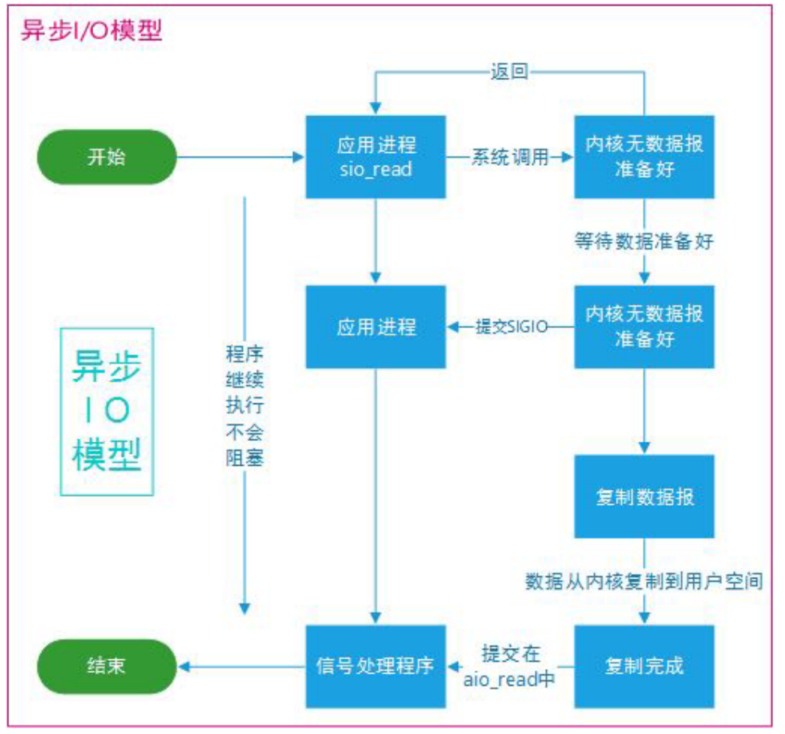 异步I/O模型
返回
开始
应用进程
sio_read
系统调用
内核无数据报
准备好
等待数据准备好
应用进程
提交SIGIO
内核无数据报
准备好
异步
IO
模型
程序
继续
执行
不会
阻塞
复制数据报
数据从内核复制到用户空间
结束
信号处理程序
提交在
aio_read中
复制完成